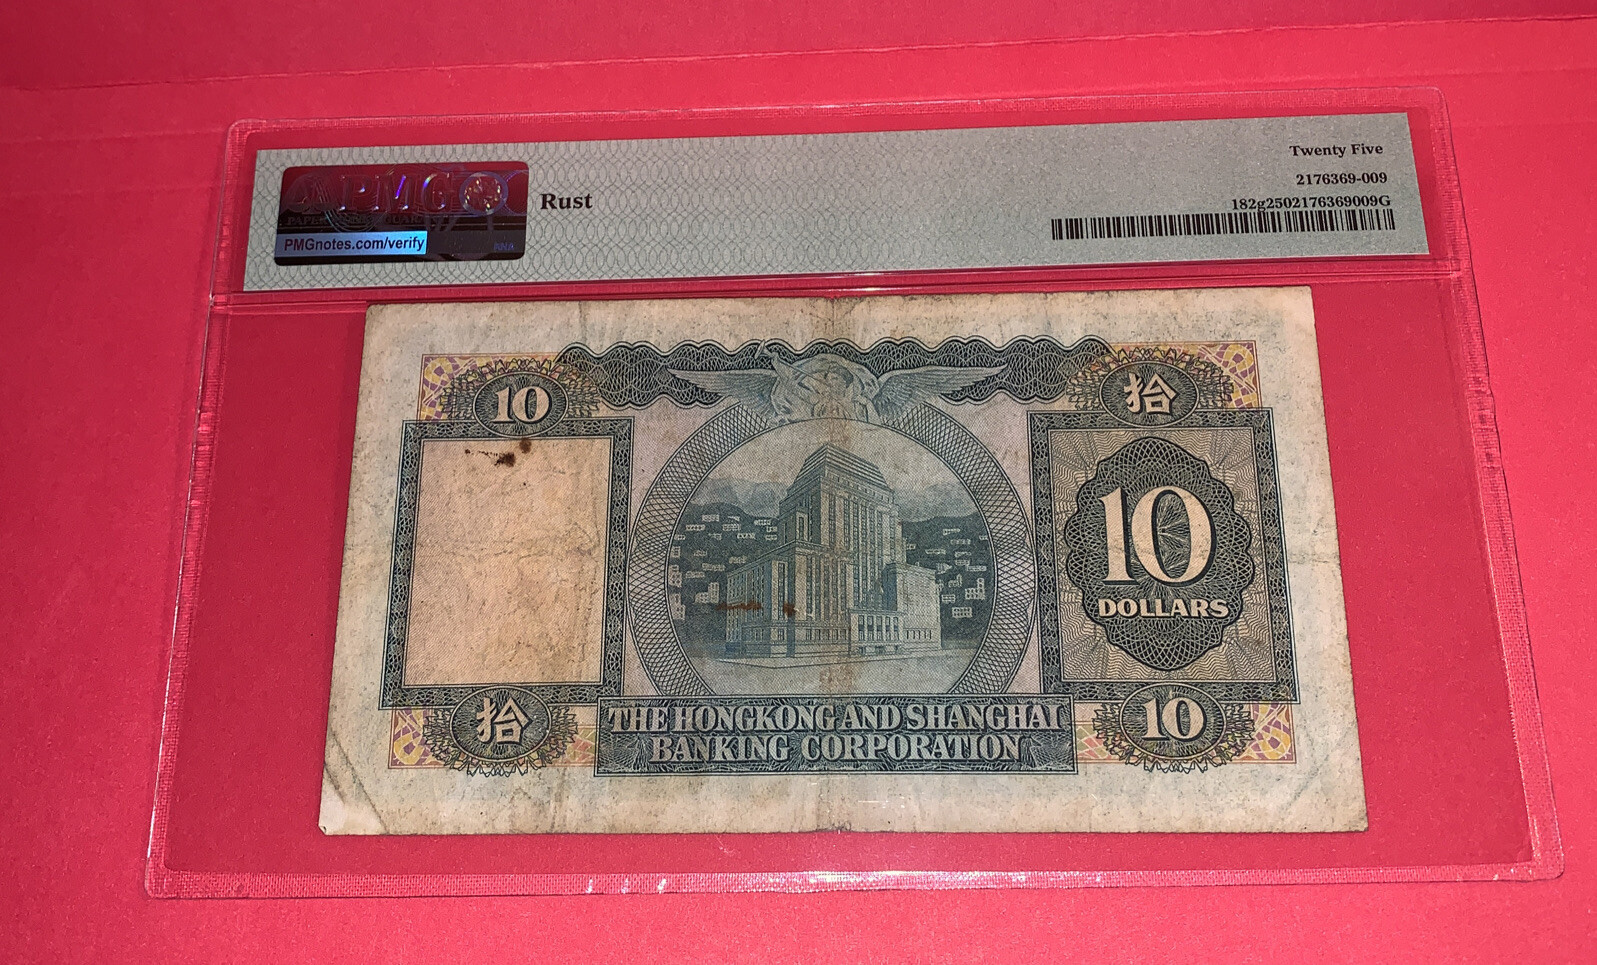 PMG
PMGnotes.com/verify
ANA
Rust
Twenty Five
2176369-009
182g2502176369009G
10
拾
10
DOLLARS
拾
THE HONGKONG AND SHANGHAI
BANKING CORPORATION
10